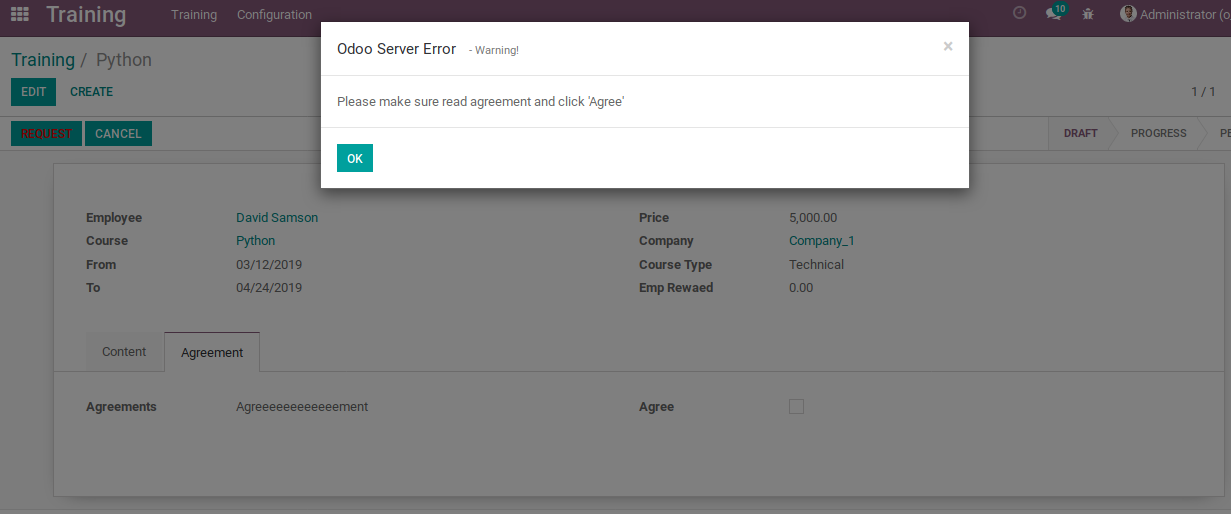 Training Training Configuration 10 Administrator (o
Odoo Server Error - Warning! ×
Training / Python
Please make sure read agreement and click 'Agree'
EDIT CREATE 1 / 1
REQUEST CANCEL DRAFT PROGRESS PE
OK
Employee David Samson Price 5,000.00
Course Python Company Company_1
From 03/12/2019 Course Type Technical
To 04/24/2019 Emp Rewaed 0.00
Content Agreement
Agreements Agreeeeeeeeeeeement Agree